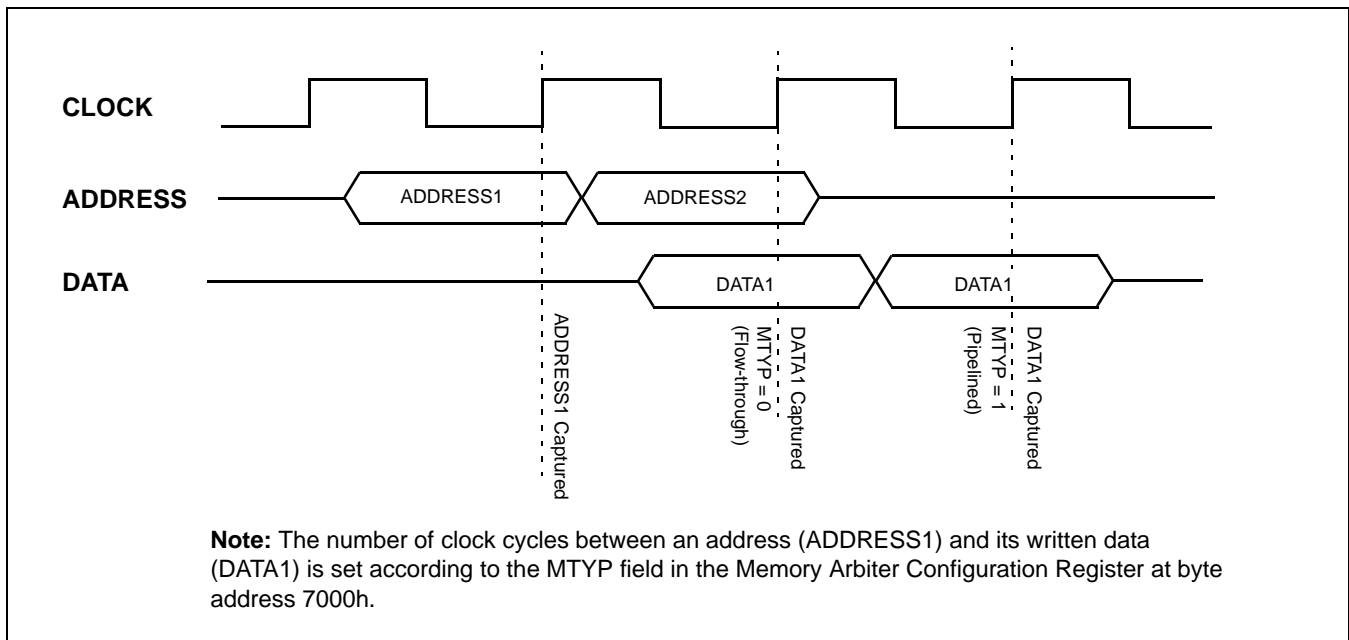 CLOCK
ADDRESS
ADDRESS1
ADDRESS2
DATA
DATA1
DATA1
ADDRESS1 Captured
DATA1 Captured
MTYP = 0
(Flow-through)
DATA1 Captured
MTYP = 1
(Pipelined)
Note: The number of clock cycles between an address (ADDRESS1) and its written data
(DATA1) is set according to the MTYP field in the Memory Arbiter Configuration Register at byte
address 7000h.